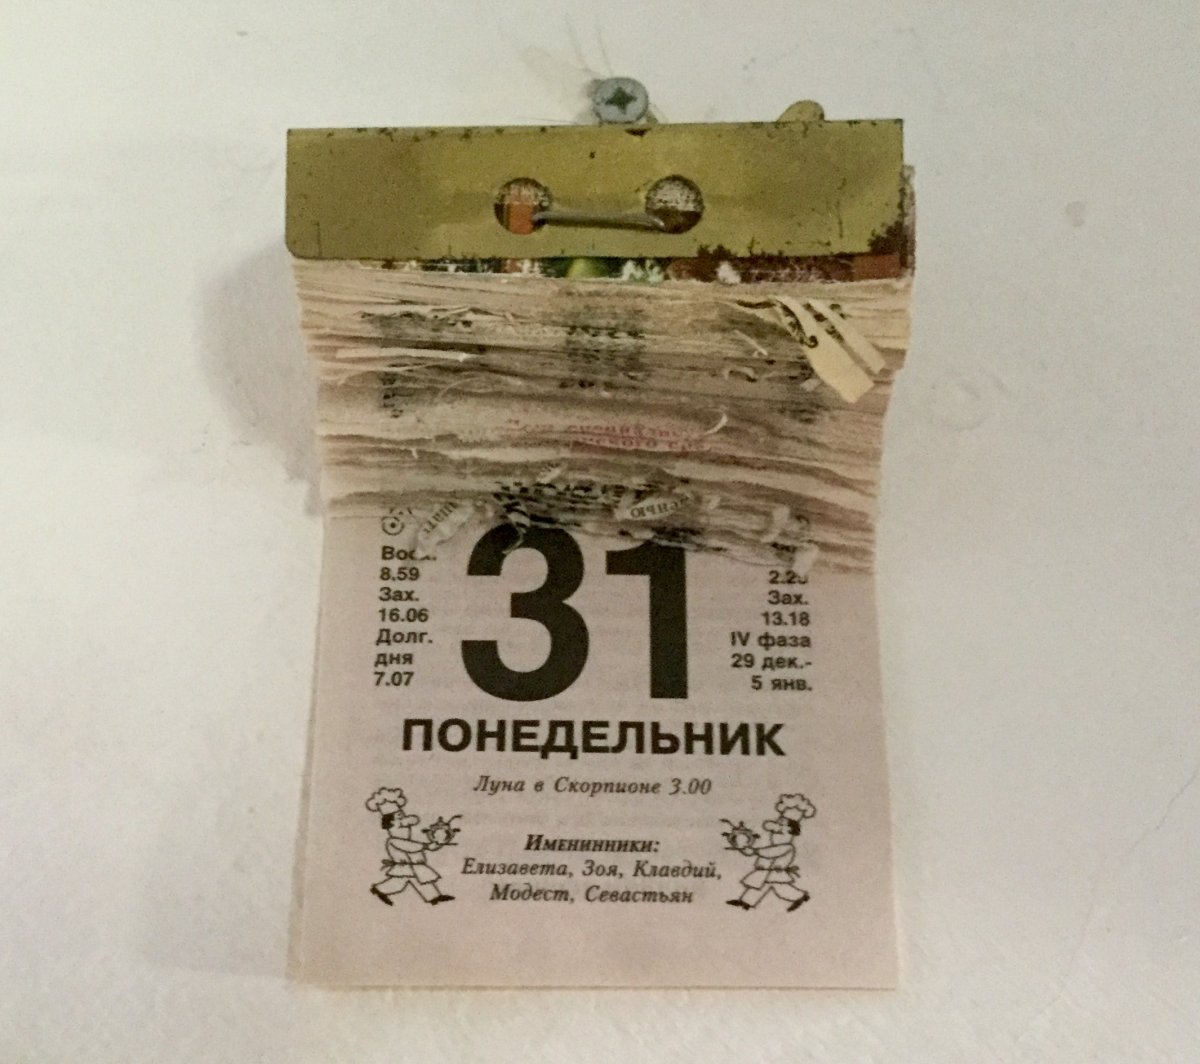 31
8.59
Зах.
16.06
Долг.
дня
7.07
Зах.
13.18
IV фаза
29 дек.-
5 янв.
ПОНЕДЕЛЬНИК
Луна в Скорпионе 3.00
Именинники:
Елизавета, Зоя, Клавдий,
Модест, Севастьян